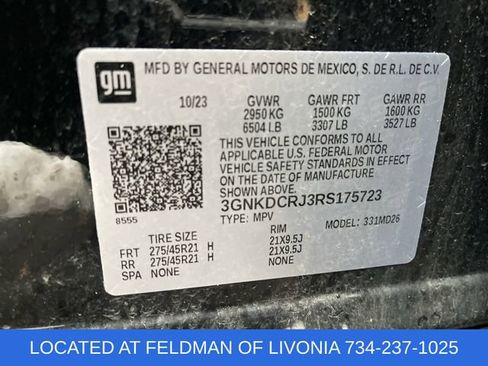 gm
MFD BY GENERAL MOTORS DE MEXICO, S. DE R.L. DE C.V.
10/23 GVWR GAWR FRT GAWR RR
2950 KG 1500 KG 1600 KG
6504 LB 3307 LB 3527 LB
THIS VEHICLE CONFORMS TO ALL
APPLICABLE U.S. FEDERAL MOTOR
VEHICLE SAFETY STANDARDS IN EFFECT
ON THE DATE OF MANUFACTURE
SHOWN ABOVE.
8555
3GNKDCRJ3RS175723
TYPE: MPV MODEL: 331MD26
TIRE SIZE RIM
FRT 275/45R21 H 21X9.5J
RR 275/45R21 H 21X9.5J
SPA NONE NONE
LOCATED AT FELDMAN OF LIVONIA 734-237-1025